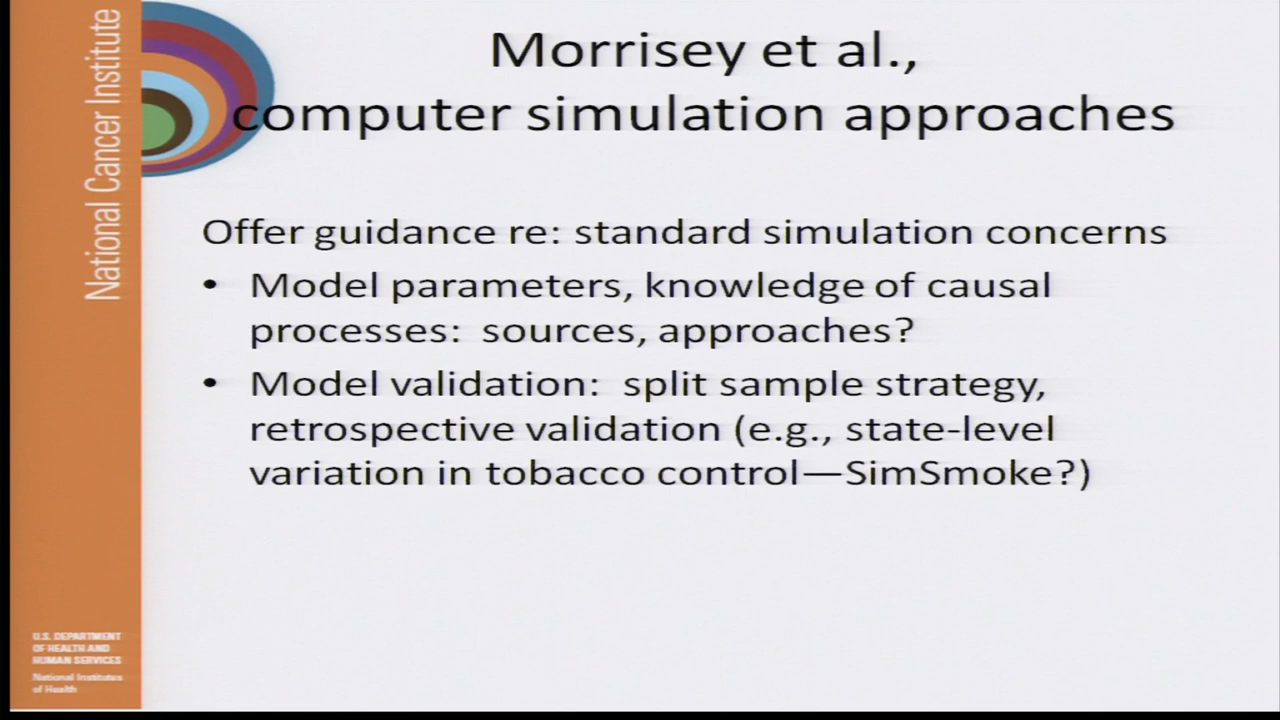 National Cancer Institute
Morrisey et al.,
computer simulation approaches
Offer guidance re: standard simulation concerns
• Model parameters, knowledge of causal
processes: sources, approaches?
• Model validation: split sample strategy,
retrospective validation (e.g., state-level
variation in tobacco control—SimSmoke?)
U.S. DEPARTMENT
OF HEALTH AND
HUMAN SERVICES
National Institutes
of Health